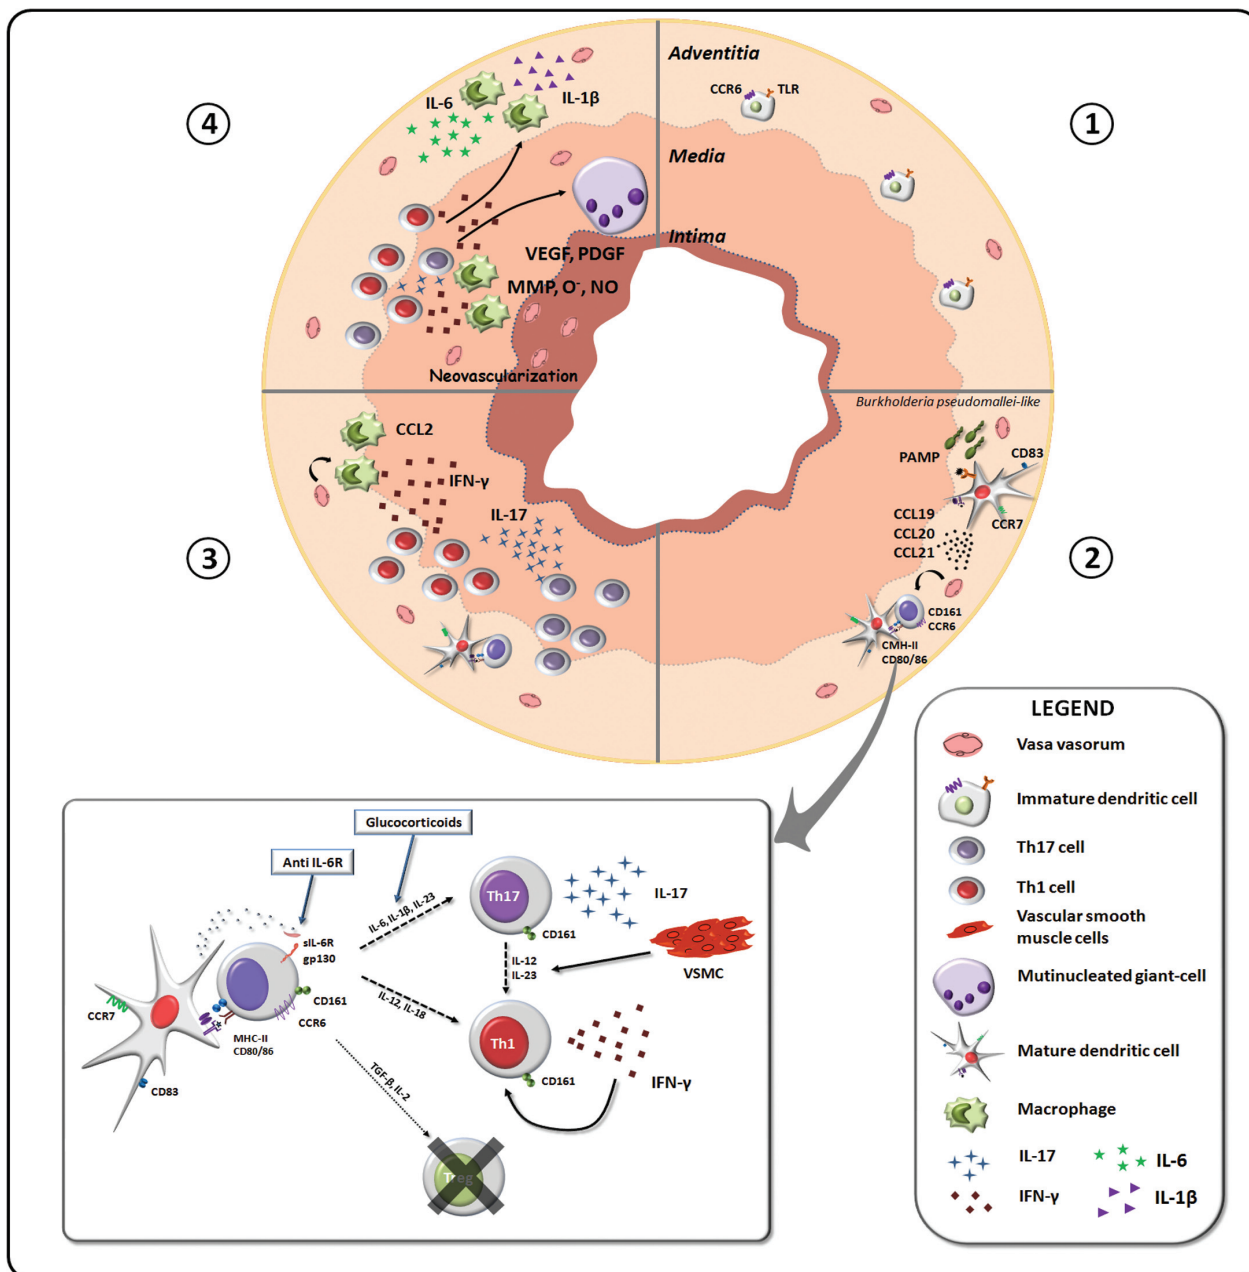 Adventitia
CCR6
TLR
Media
Intima
1
4
IL-6
IL-1β
VEGF, PDGF
MMP, O-, NO
Neovascularization
Burkholderia pseudomallei-like
PAMP
CD83
CCL19
CCR7
CCL20
CCL21
2
CD161
CCR6
CMH-II
CD80/86
3
CCL2
IFN-γ
IL-17
LEGEND
Vasa vasorum
Immature dendritic cell
Th17 cell
Th1 cell
Vascular smooth
muscle cells
Mutinucleated giant-cell
Mature dendritic cell
Macrophage
IL-17
IL-6
IFN-γ
IL-1β
Glucocorticoids
Anti IL-6R
IL-6, IL-1β, IL-23
Th17
IL-17
CD161
sIL-6R
gp130
IL-12
IL-23
VSMC
CD161
CCR6
IL-12, IL-18
CCR7
MHC-II
CD80/86
Th1
CD161
IFN-γ
CD83
TGF-β, IL-2
Treg